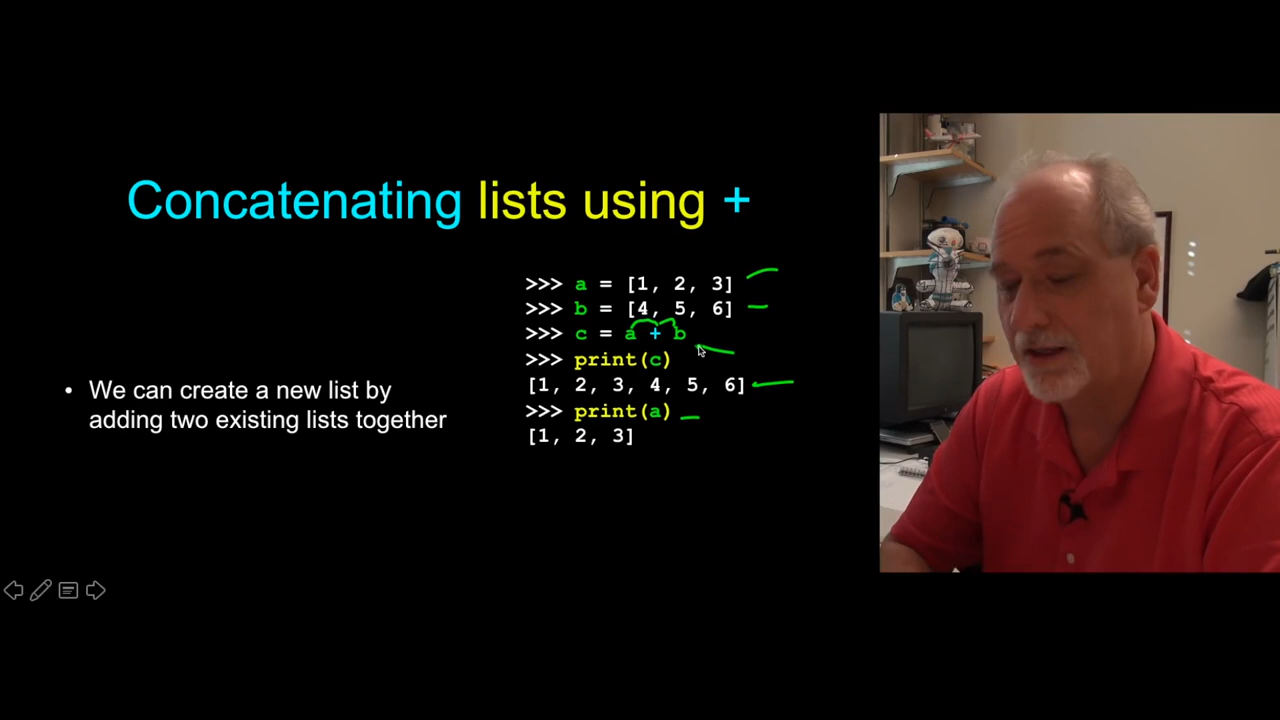 Concatenating lists using +
• We can create a new list by
adding two existing lists together
>>> a = [1, 2, 3]
>>> b = [4, 5, 6]
>>> c = a + b
>>> print(c)
[1, 2, 3, 4, 5, 6]
>>> print(a)
[1, 2, 3]